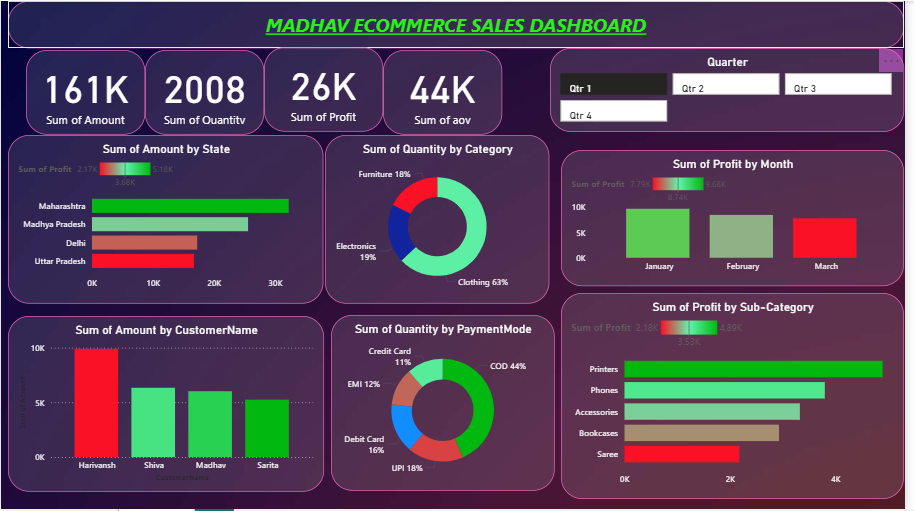 MADHAV ECOMMERCE SALES DASHBOARD
161K
Sum of Amount
2008
Sum of Quantity
26K
Sum of Profit
44K
Sum of aov
Quarter
Qtr 1
Qtr 2
Qtr 3
Qtr 4
Sum of Amount by State
Sum of Profit 2.17K 5.18K
3.68K
Maharashtra
Madhya Pradesh
Delhi
Uttar Pradesh
0K 10K 20K 30K
Sum of Quantity by Category
Furniture 18%
Electronics
19%
Clothing 63%
Sum of Profit by Month
Sum of Profit 7.79K 9.68K
8.74K
10K
5K
0K
January February March
Sum of Amount by CustomerName
10K
5K
0K
Harivansh Shiva Madhav Sarita
CustomerName
Sum of Quantity by PaymentMode
Credit Card
11%
COD 44%
EMI 12%
Debit Card
16%
UPI 18%
Sum of Profit by Sub-Category
Sum of Profit 2.18K 4.89K
3.53K
Printers
Phones
Accessories
Bookcases
Saree
0K 2K 4K